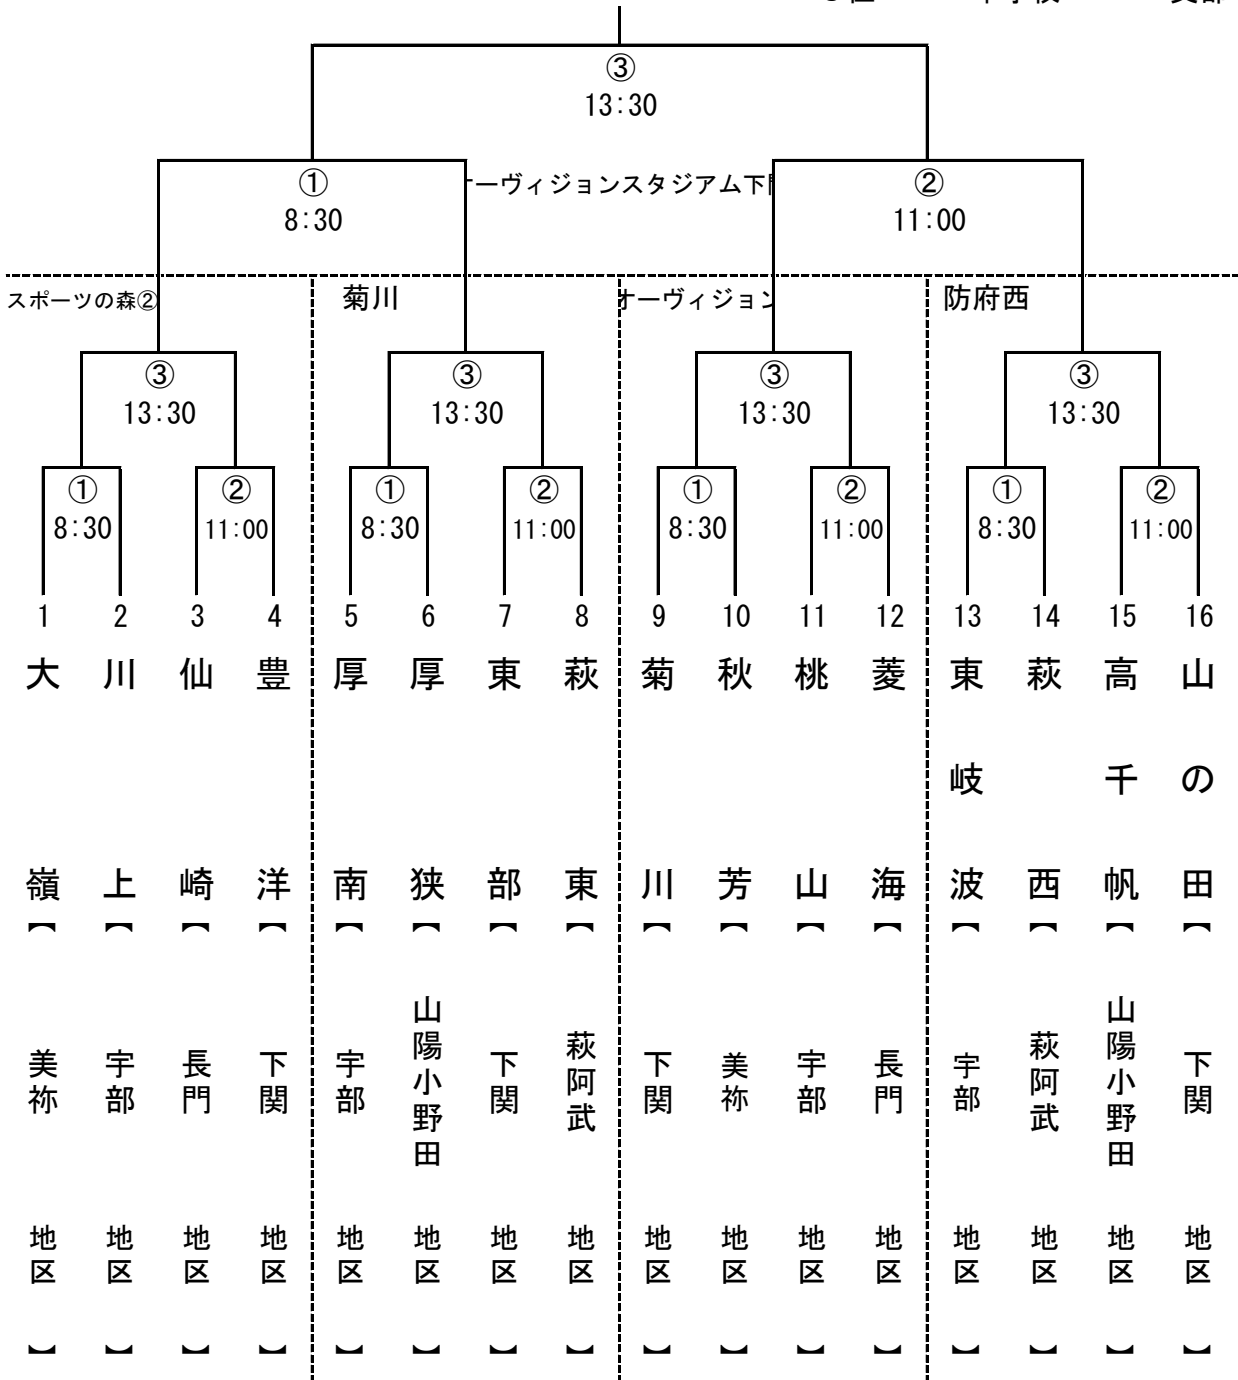 ③
13:30
①
8:30
ーヴィジョンスタジアム下
②
11:00
スポーツの森②
菊川
オーヴィジョン
防府西
③
13:30
③
13:30
③
13:30
③
13:30
①
8:30
②
11:00
①
8:30
②
11:00
①
8:30
②
11:00
①
8:30
②
11:00
1
大嶺
【美祢地区】
2
川上
【宇部地区】
3
仙崎
【長門地区】
4
豊洋
【下関地区】
5
厚南
【宇部地区】
6
厚狭
【山陽小野田地区】
7
東部
【下関地区】
8
萩東
【萩阿武地区】
9
菊川
【下関地区】
10
秋芳
【美祢地区】
11
桃山
【宇部地区】
12
菱海
【長門地区】
13
東岐波
【宇部地区】
14
萩西
【萩阿武地区】
15
高千帆
【山陽小野田地区】
16
山の田
【下関地区】